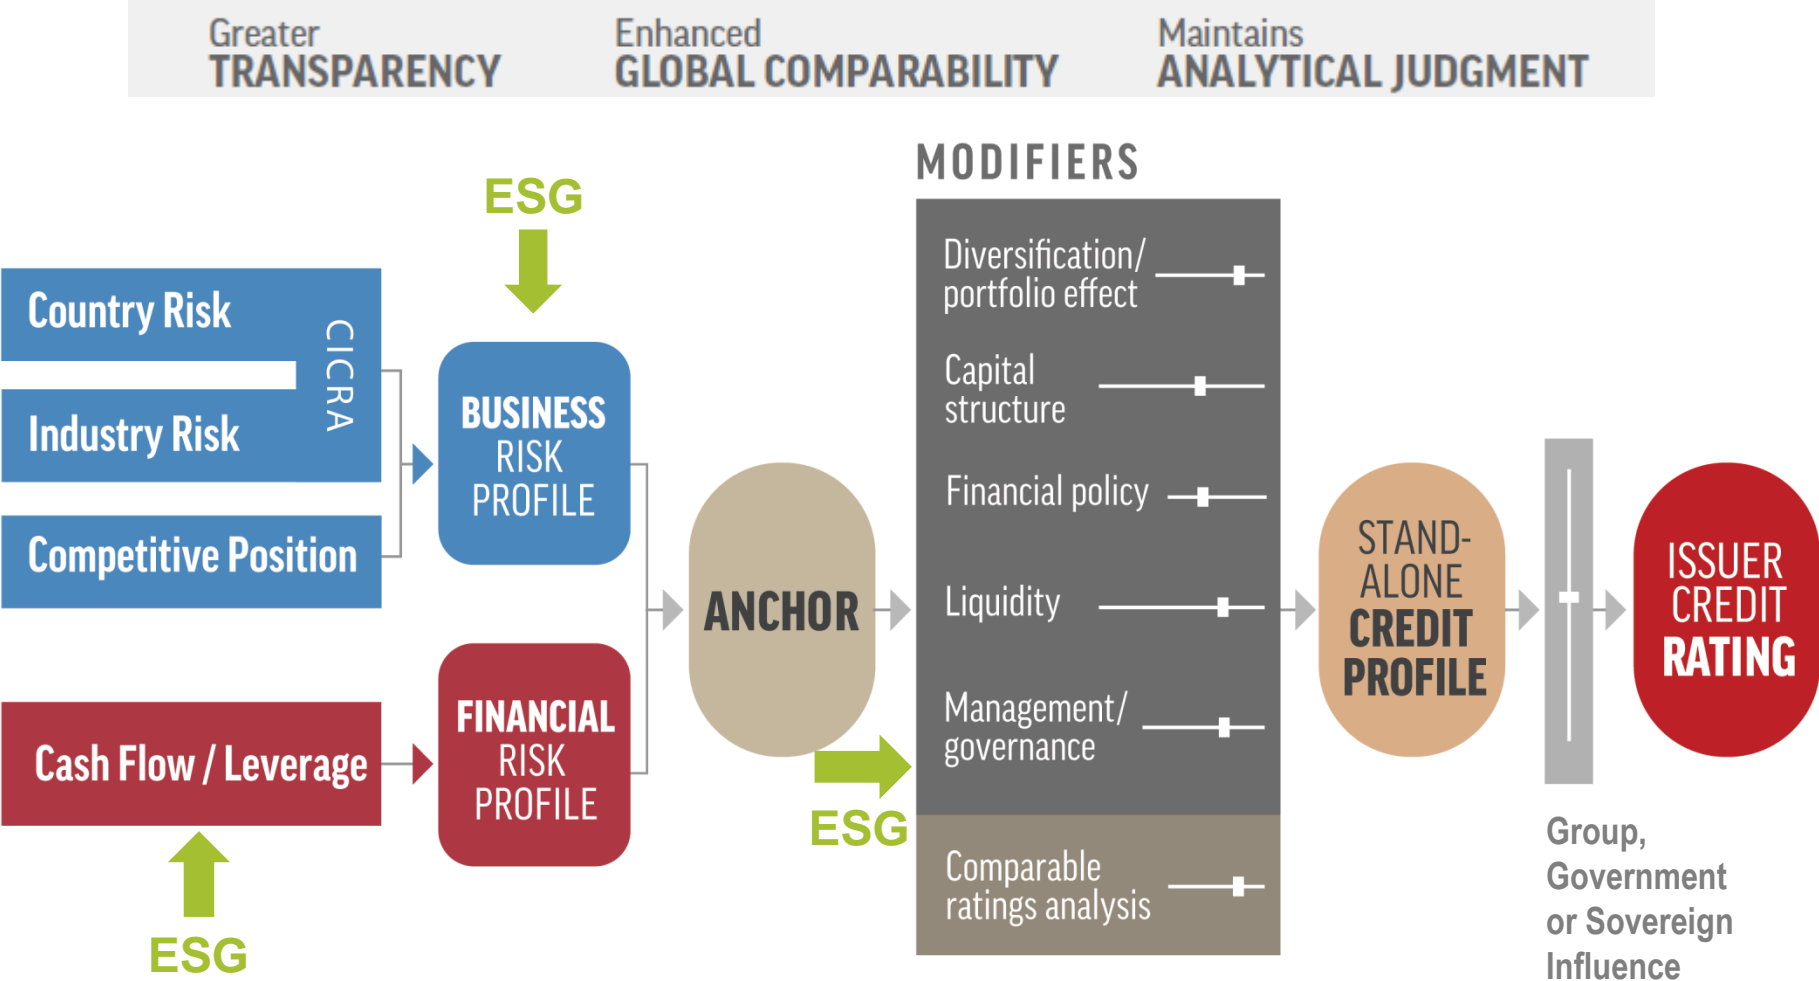 Greater
TRANSPARENCY
Enhanced
GLOBAL COMPARABILITY
Maintains
ANALYTICAL JUDGMENT
ESG
Country Risk
Industry Risk
CICRA
Competitive Position
BUSINESS
RISK
PROFILE
Cash Flow / Leverage
ESG
FINANCIAL
RISK
PROFILE
ANCHOR
ESG
MODIFIERS
Diversification/
portfolio effect
Capital
structure
Financial policy
Liquidity
Management/
governance
Comparable
ratings analysis
STAND-
ALONE
CREDIT
PROFILE
Group,
Government
or Sovereign
Influence
ISSUER
CREDIT
RATING